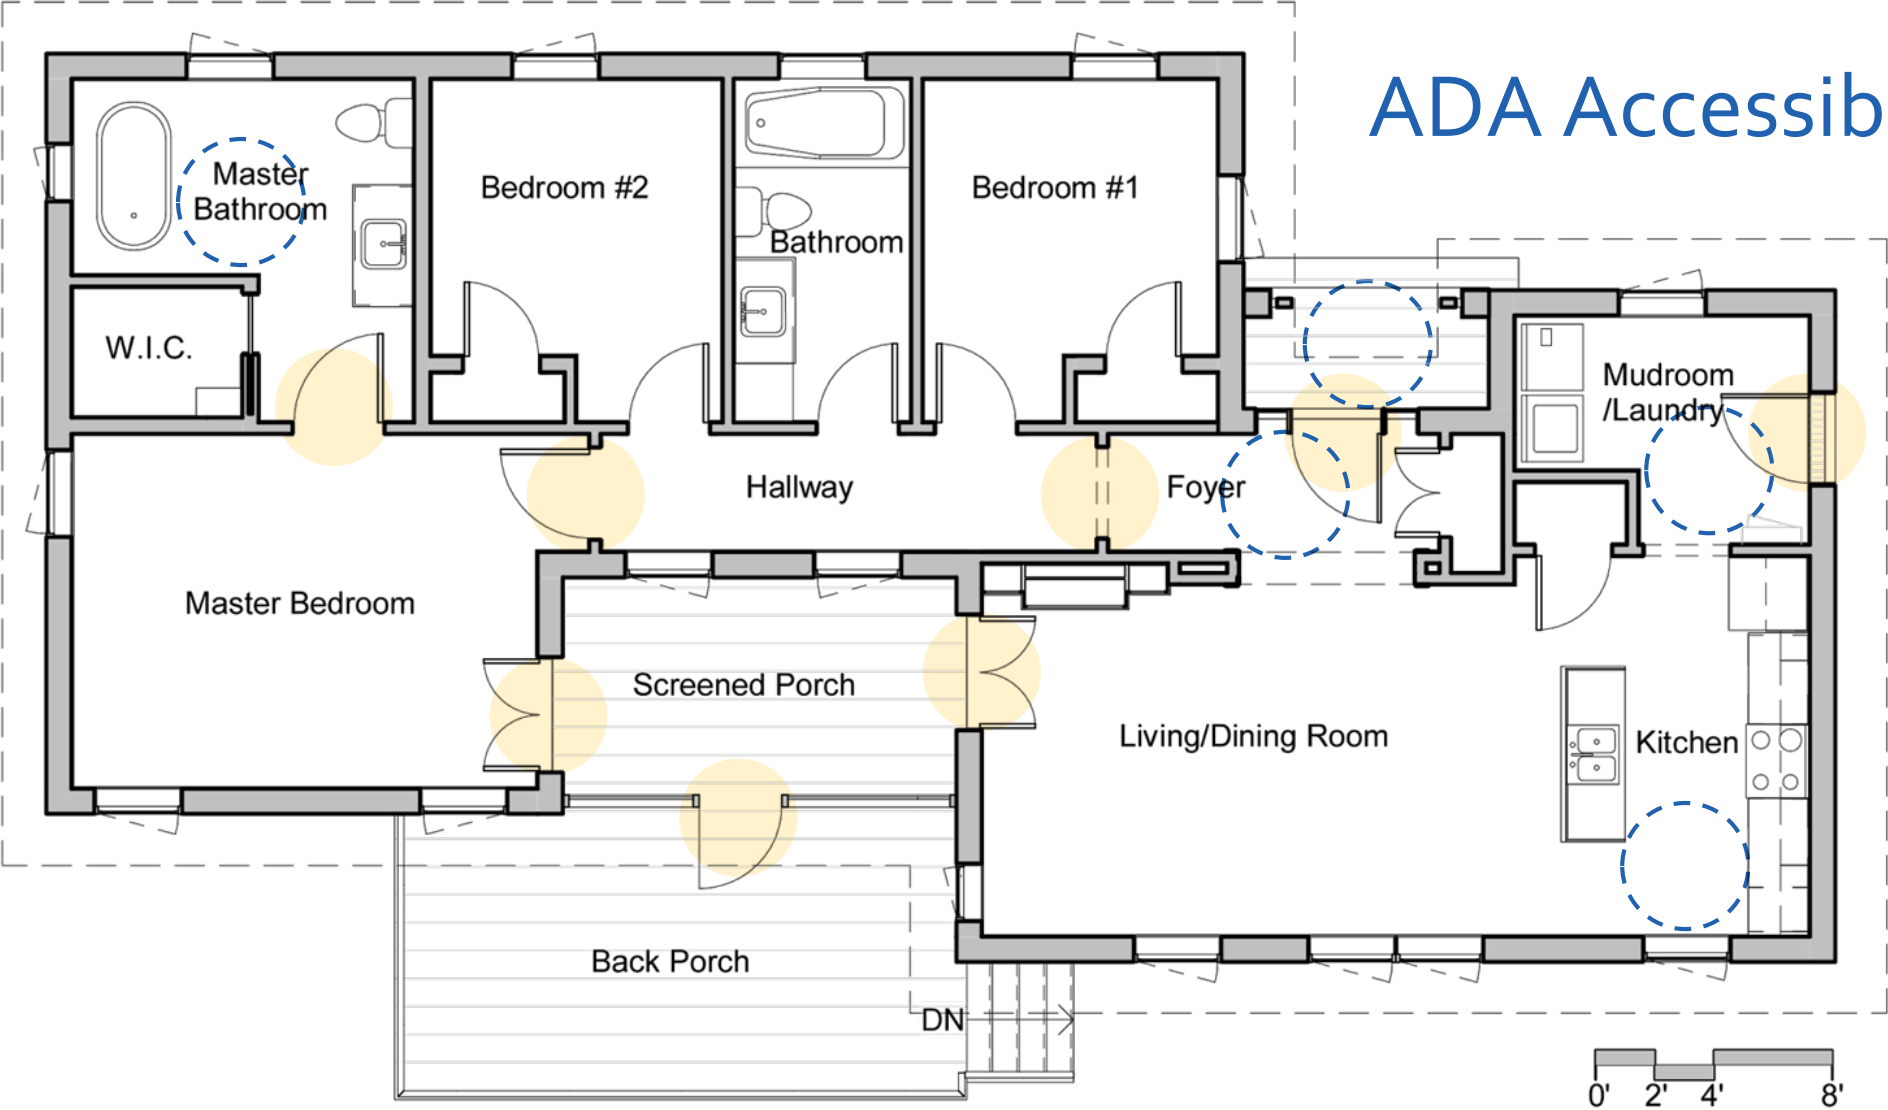 ADA Accessib
Master
Bathroom
Bedroom #2
Bedroom #1
Bathroom
W.I.C.
Mudroom
/Laundry
Hallway
Foyer
Master Bedroom
Screened Porch
Living/Dining Room
Kitchen
Back Porch
DN
0' 2' 4' 8'